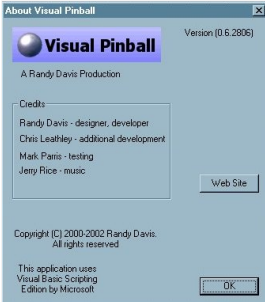 About Visual Pinball
Visual Pinball
Version (0.6.2806)
A Randy Davis Production
Credits
Randy Davis - designer, developer
Chris Leathley - additional development
Mark Parris - testing
Jerry Rice - music
Web Site
Copyright (C) 2000-2002 Randy Davis.
All rights reserved
This application uses
Visual Basic Scripting
Edition by Microsoft
OK